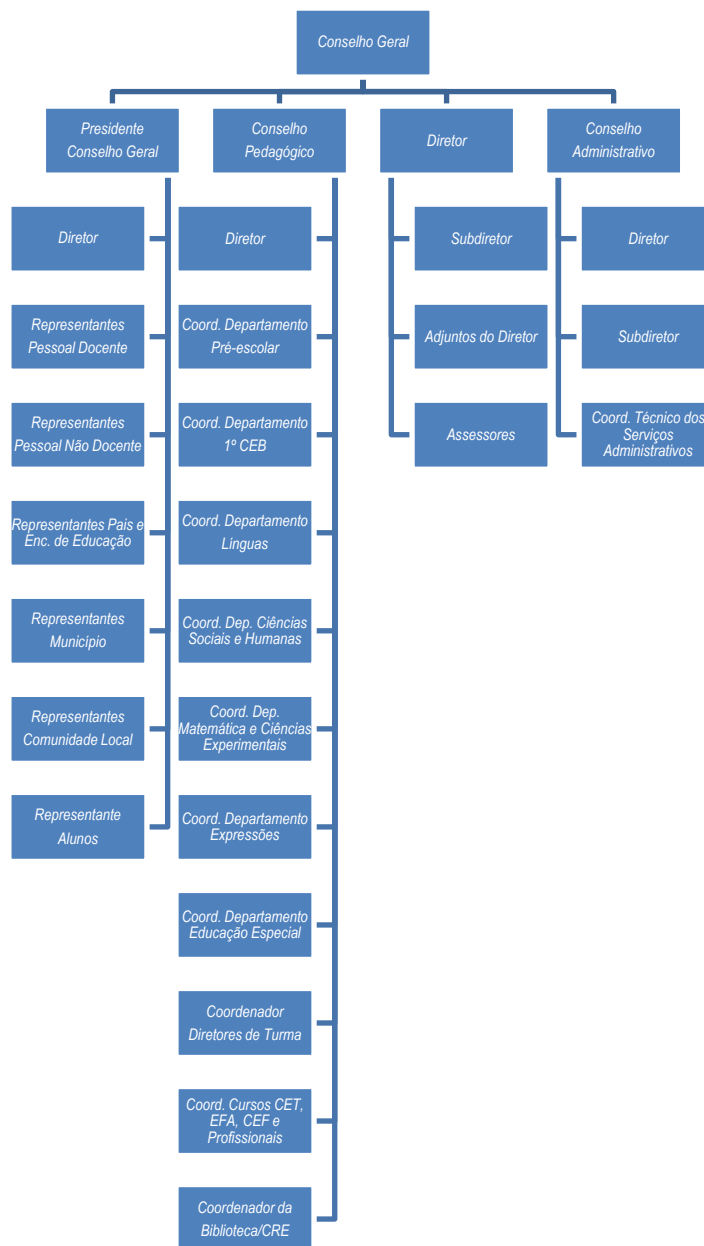 Conselho Geral
Presidente
Conselho Geral
Conselho
Pedagógico
Diretor
Conselho
Administrativo
Diretor
Representantes
Pessoal Docente
Representantes
Pessoal Não Docente
Representantes Pais e
Enc. de Educação
Representantes
Município
Representantes
Comunidade Local
Representante
Alunos
Diretor
Coord. Departamento
Pré-escolar
Coord. Departamento
1º CEB
Coord. Departamento
Línguas
Coord. Dep. Ciências
Sociais e Humanas
Coord. Dep.
Matemática e Ciências
Experimentais
Coord. Departamento
Expressões
Coord. Departamento
Educação Especial
Coordenador
Diretores de Turma
Coord. Cursos CET,
EFA, CEF e
Profissionais
Coordenador da
Biblioteca/CRE
Subdiretor
Adjuntos do Diretor
Assessores
Diretor
Subdiretor
Coord. Técnico dos
Serviços
Administrativos